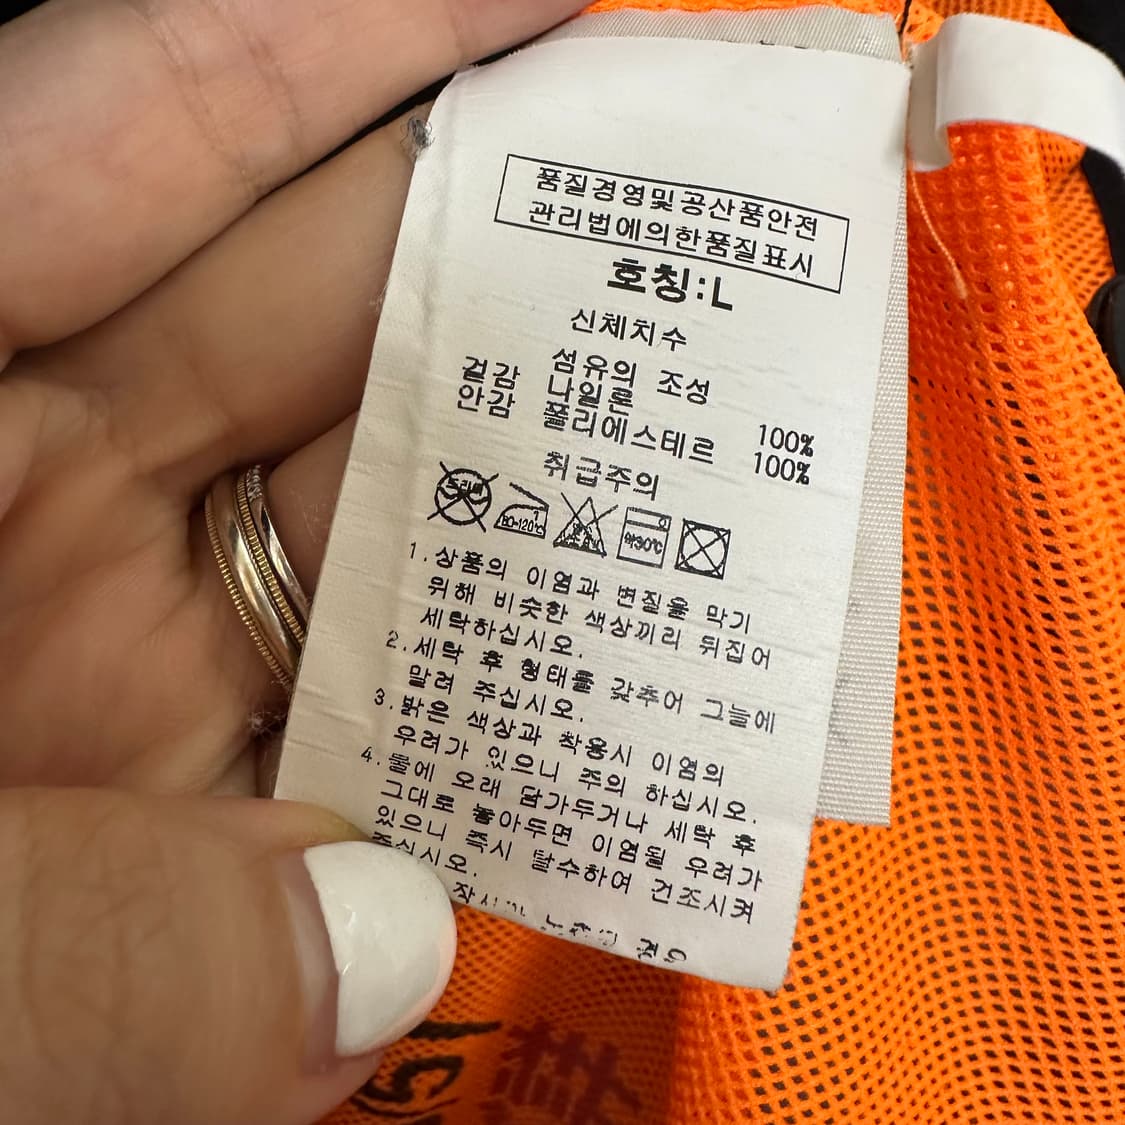 품질경영및공산품안전
관리법에의한품질표시
호칭:L
신체치수
섬유의 조성
겉감 나일론 100%
안감 폴리에스테르 100%
취급주의
드라이
80~120℃
약30℃
1.상품의 이염과 변질을 막기
위해 비슷한 색상끼리 뒤집어
세탁하십시오.
2.세탁 후 형태를 갖추어 그늘에
말려 주십시오.
3.밝은 색상과 착용시 이염의
우려가 있으니 주의 하십시오.
4.물에 오래 담가두거나 세탁 후
그대로 놓아두면 이염될 우려가
있으니 즉시 탈수하여 건조시켜
주십시오.